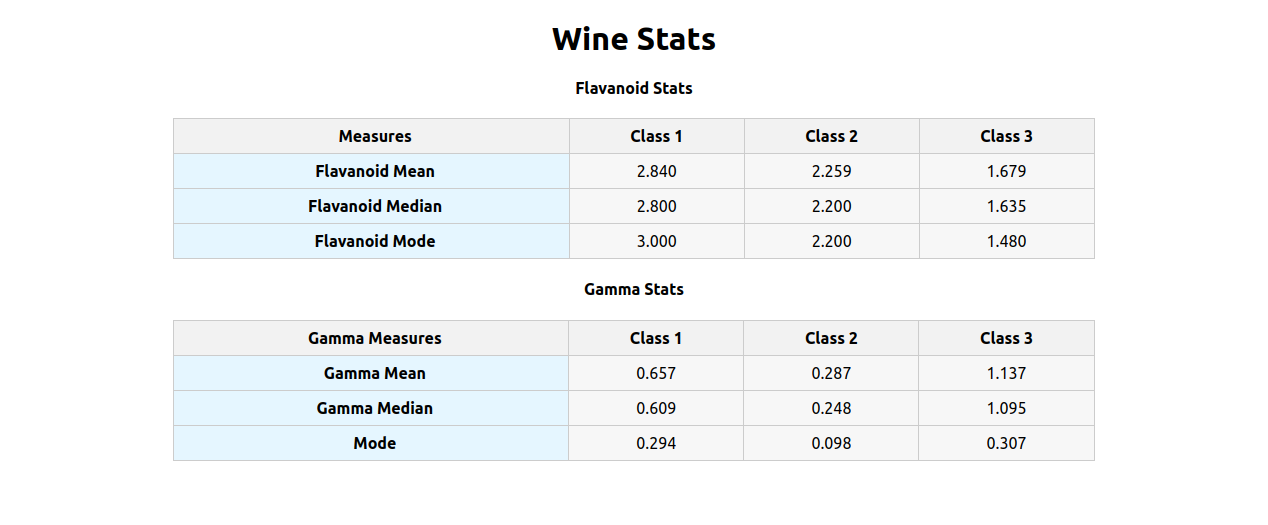 Wine Stats
Flavanoid Stats
Measures Class 1 Class 2 Class 3
Flavanoid Mean 2.840 2.259 1.679
Flavanoid Median 2.800 2.200 1.635
Flavanoid Mode 3.000 2.200 1.480
Gamma Stats
Gamma Measures Class 1 Class 2 Class 3
Gamma Mean 0.657 0.287 1.137
Gamma Median 0.609 0.248 1.095
Mode 0.294 0.098 0.307